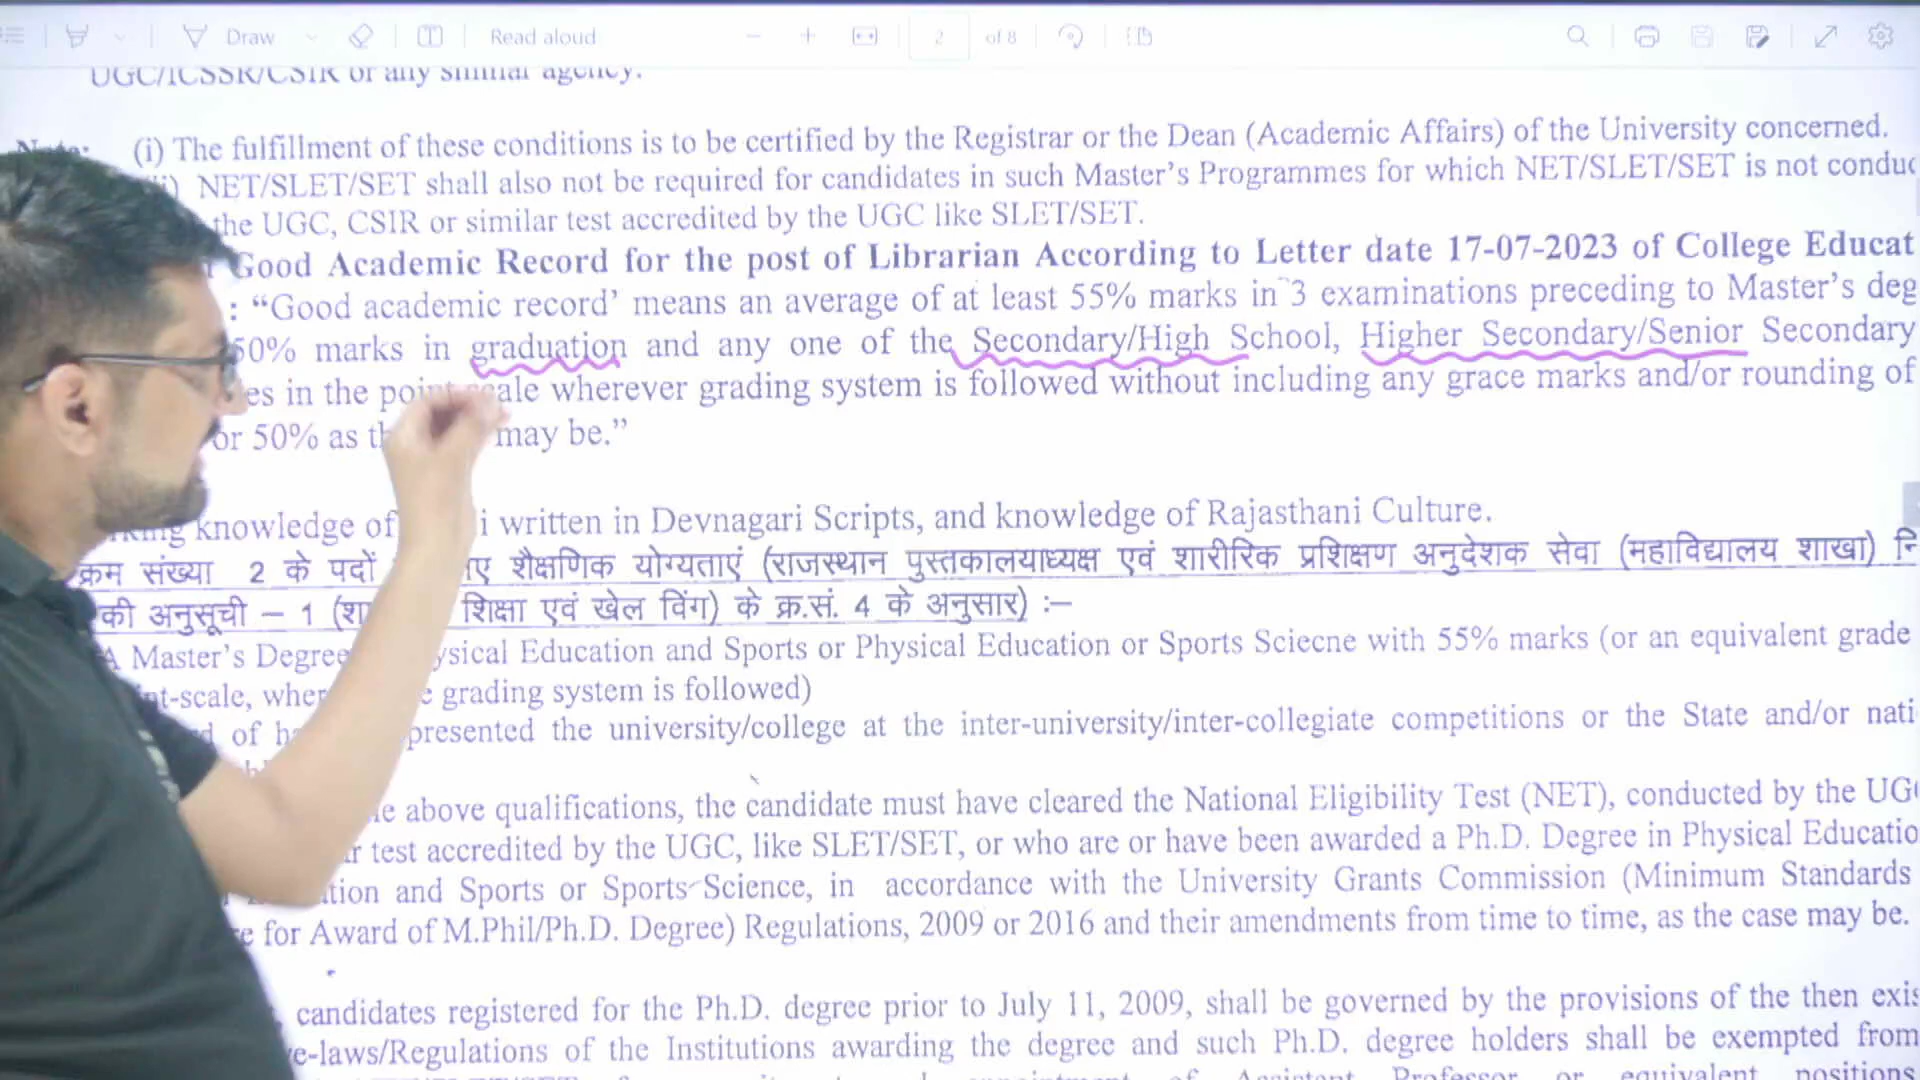 Draw
Read aloud
2 of 8
UGC/ICSSR/CSIR or any similar agency.
Note: (i) The fulfillment of these conditions is to be certified by the Registrar or the Dean (Academic Affairs) of the University concerned.
NET/SLET/SET shall also not be required for candidates in such Master's Programmes for which NET/SLET/SET is not conduc
the UGC, CSIR or similar test accredited by the UGC like SLET/SET.
Good Academic Record for the post of Librarian According to Letter date 17-07-2023 of College Educat
: “Good academic record’ means an average of at least 55% marks in 3 examinations preceding to Master’s deg
50% marks in graduation and any one of the Secondary/High School, Higher Secondary/Senior Secondary
es in the point scale wherever grading system is followed without including any grace marks and/or rounding of
or 50% as may be.”
knowledge of i written in Devnagari Scripts, and knowledge of Rajasthani Culture.
क्रम संख्या 2 के पदों शैक्षणिक योग्यताएं (राजस्थान पुस्तकालयाध्यक्ष एवं शारीरिक प्रशिक्षण अनुदेशक सेवा (महाविद्यालय शाखा) नि
की अनुसूची – 1 (शा शिक्षा एवं खेल विंग) के क्र.सं. 4 के अनुसार) :–
A Master’s Degree ysical Education and Sports or Physical Education or Sports Sciecne with 55% marks (or an equivalent grade
nt-scale, wher e grading system is followed)
of ha presented the university/college at the inter-university/inter-collegiate competitions or the State and/or nati
e above qualifications, the candidate must have cleared the National Eligibility Test (NET), conducted by the UG
r test accredited by the UGC, like SLET/SET, or who are or have been awarded a Ph.D. Degree in Physical Educatio
tion and Sports or Sports Science, in accordance with the University Grants Commission (Minimum Standards
e for Award of M.Phil/Ph.D. Degree) Regulations, 2009 or 2016 and their amendments from time to time, as the case may be.
candidates registered for the Ph.D. degree prior to July 11, 2009, shall be governed by the provisions of the then exis
e-laws/Regulations of the Institutions awarding the degree and such Ph.D. degree holders shall be exempted from
of Assistant Professor or equivalent positions